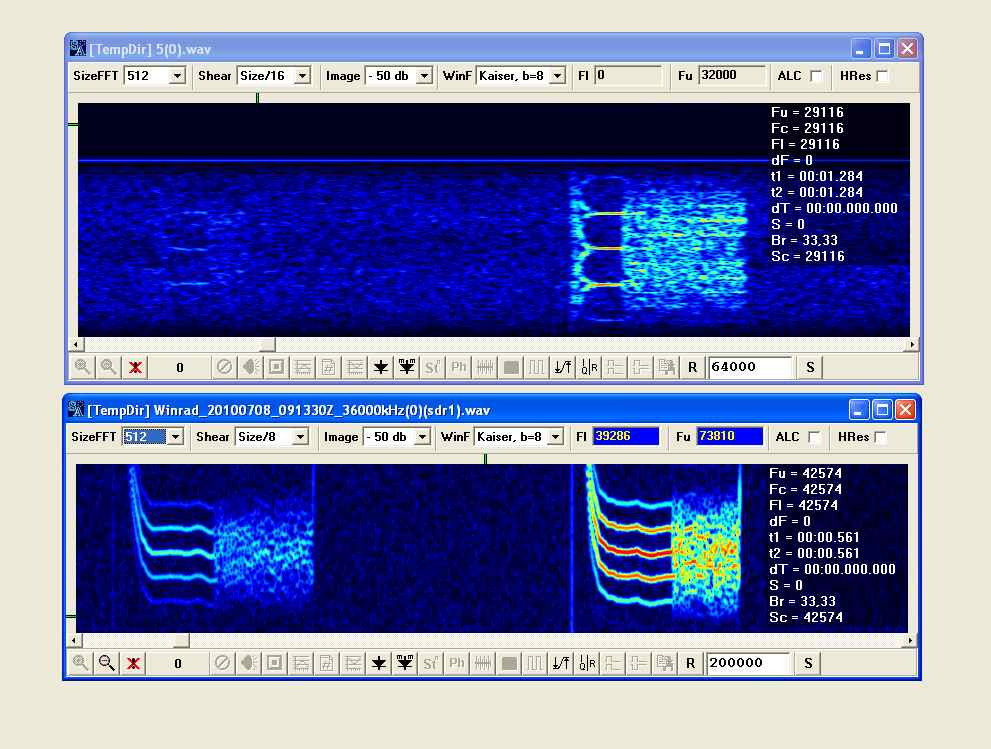 [TempDir] 5(0).wav
SizeFFT 512 Shear Size/16 Image - 50 db WinF Kaiser, b=8 Fl 0 Fu 32000 ALC HRes
Fu = 29116
Fc = 29116
Fl = 29116
dF = 0
t1 = 00:01.284
t2 = 00:01.284
dT = 00:00.000.000
S = 0
Br = 33,33
Sc = 29116
0 St Ph R 64000 S
[TempDir] Winrad_20100708_091330Z_36000kHz(0)(sdr1).wav
SizeFFT 512 Shear Size/8 Image - 50 db WinF Kaiser, b=8 Fl 39286 Fu 73810 ALC HRes
Fu = 42574
Fc = 42574
Fl = 42574
dF = 0
t1 = 00:00.561
t2 = 00:00.561
dT = 00:00.000.000
S = 0
Br = 33,33
Sc = 42574
0 St Ph R 200000 S